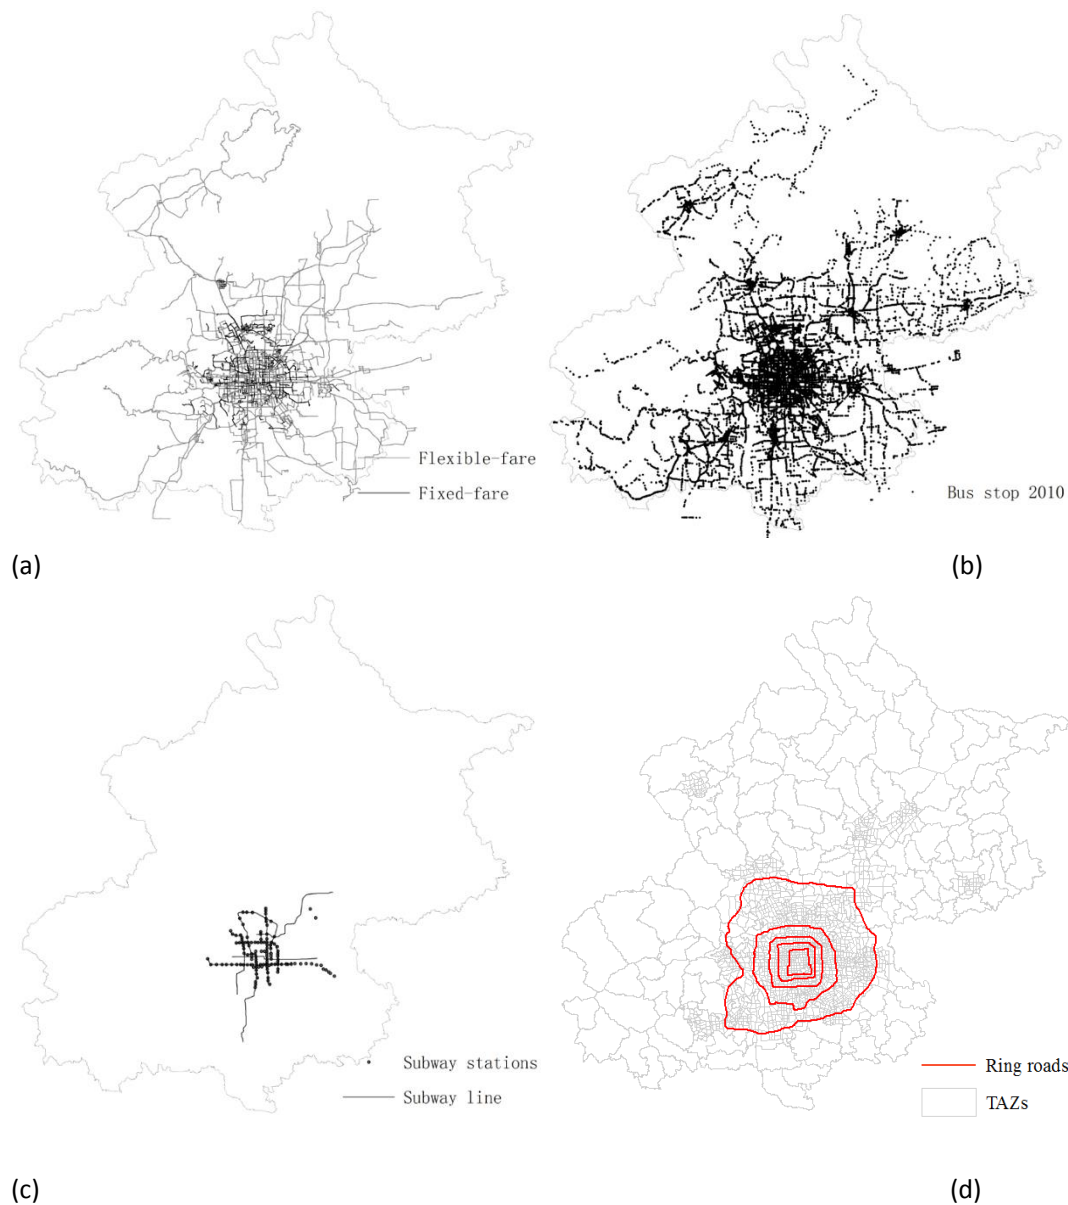 Flexible-fare
Fixed-fare
Bus stop 2010
(a)
(b)
Subway stations
Subway line
Ring roads
TAZs
(c)
(d)